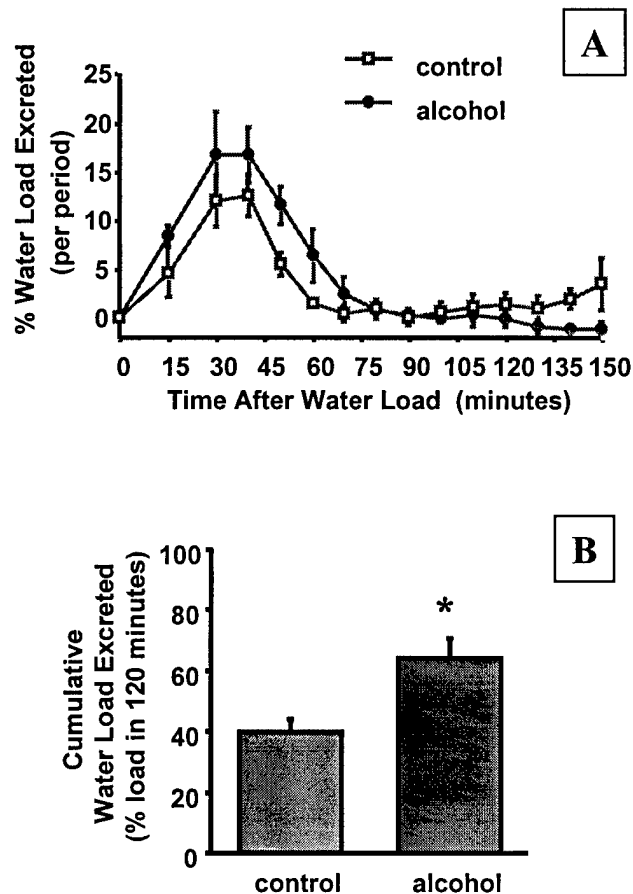 A
control
alcohol
% Water Load Excreted
(per period)
25
20
15
10
5
0
0 15 30 45 60 75 90 105 120 135 150
Time After Water Load (minutes)
B
*
Cumulative
Water Load Excreted
(% load in 120 minutes)
100
80
60
40
20
0
control alcohol